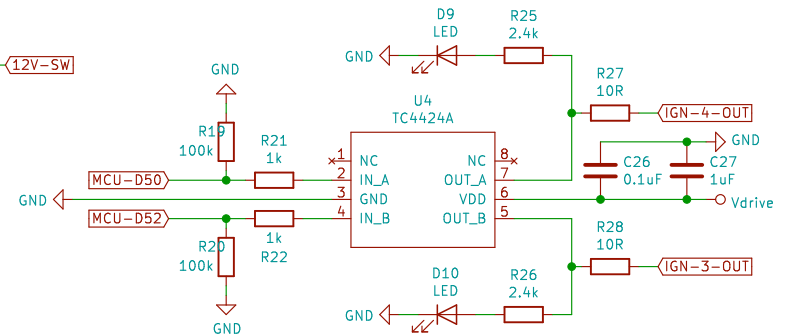 D9
LED
R25
2.4k
GND
12V-SW
GND
R27
10R
U4
TC4424A
IGN-4-OUT
R19
100k
R21
1k
1 NC
NC 8
GND
MCU-D50
2 IN_A
OUT_A 7
C26
0.1uF
C27
1uF
GND
3 GND
VDD 6
Vdrive
MCU-D52
4 IN_B
OUT_B 5
R20
100k
1k
R22
R28
10R
IGN-3-OUT
D10
LED
R26
2.4k
GND
GND